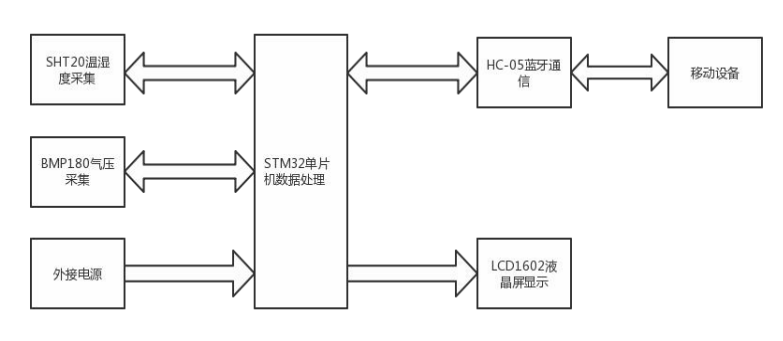 SHT20温湿
度采集
HC-05蓝牙通
信
移动设备
BMP180气压
采集
STM32单片
机数据处理
外接电源
LCD1602液
晶屏显示